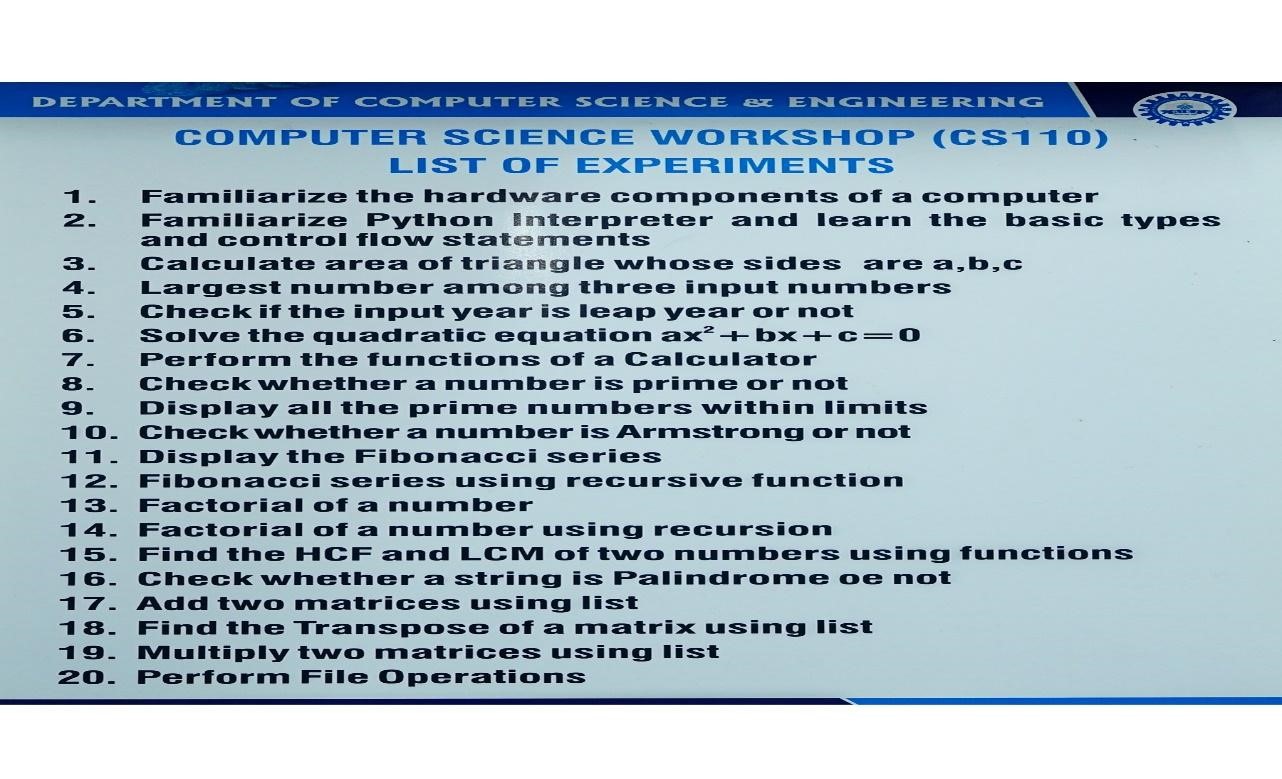 DEPARTMENT OF COMPUTER SCIENCE & ENGINEERING
COMPUTER SCIENCE WORKSHOP (CS110)
LIST OF EXPERIMENTS
1. Familiarize the hardware components of a computer
2. Familiarize Python Interpreter and learn the basic types
and control flow statements
3. Calculate area of triangle whose sides are a,b,c
4. Largest number among three input numbers
5. Check if the input year is leap year or not
6. Solve the quadratic equation ax²+bx+c=0
7. Perform the functions of a Calculator
8. Check whether a number is prime or not
9. Display all the prime numbers within limits
10. Check whether a number is Armstrong or not
11. Display the Fibonacci series
12. Fibonacci series using recursive function
13. Factorial of a number
14. Factorial of a number using recursion
15. Find the HCF and LCM of two numbers using functions
16. Check whether a string is Palindrome oe not
17. Add two matrices using list
18. Find the Transpose of a matrix using list
19. Multiply two matrices using list
20. Perform File Operations